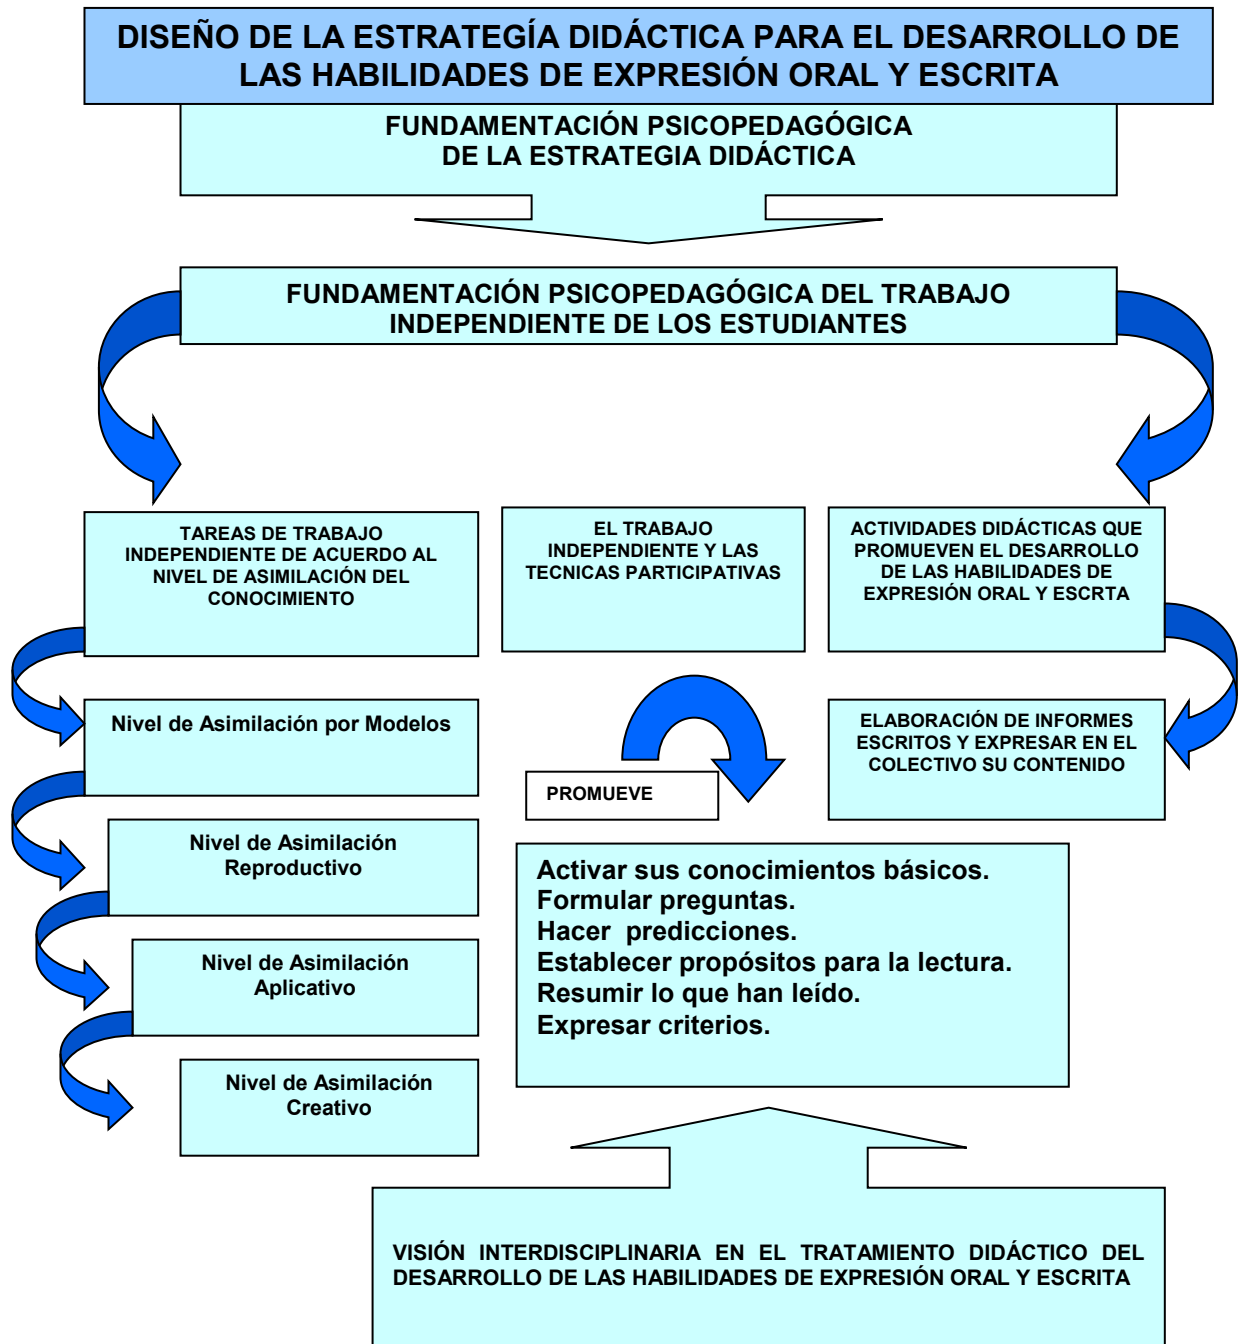 DISEÑO DE LA ESTRATEGÍA DIDÁCTICA PARA EL DESARROLLO DE
LAS HABILIDADES DE EXPRESIÓN ORAL Y ESCRITA
FUNDAMENTACIÓN PSICOPEDAGÓGICA
DE LA ESTRATEGIA DIDÁCTICA
FUNDAMENTACIÓN PSICOPEDAGÓGICA DEL TRABAJO
INDEPENDIENTE DE LOS ESTUDIANTES
TAREAS DE TRABAJO
INDEPENDIENTE DE ACUERDO AL
NIVEL DE ASIMILACIÓN DEL
CONOCIMIENTO
EL TRABAJO
INDEPENDIENTE Y LAS
TECNICAS PARTICIPATIVAS
ACTIVIDADES DIDÁCTICAS QUE
PROMUEVEN EL DESARROLLO
DE LAS HABILIDADES DE
EXPRESIÓN ORAL Y ESCRTA
Nivel de Asimilación por Modelos
Nivel de Asimilación
Reproductivo
Nivel de Asimilación
Aplicativo
Nivel de Asimilación
Creativo
PROMUEVE
Activar sus conocimientos básicos.
Formular preguntas.
Hacer predicciones.
Establecer propósitos para la lectura.
Resumir lo que han leído.
Expresar criterios.
ELABORACIÓN DE INFORMES
ESCRITOS Y EXPRESAR EN EL
COLECTIVO SU CONTENIDO
VISIÓN INTERDISCIPLINARIA EN EL TRATAMIENTO DIDÁCTICO DEL
DESARROLLO DE LAS HABILIDADES DE EXPRESIÓN ORAL Y ESCRITA